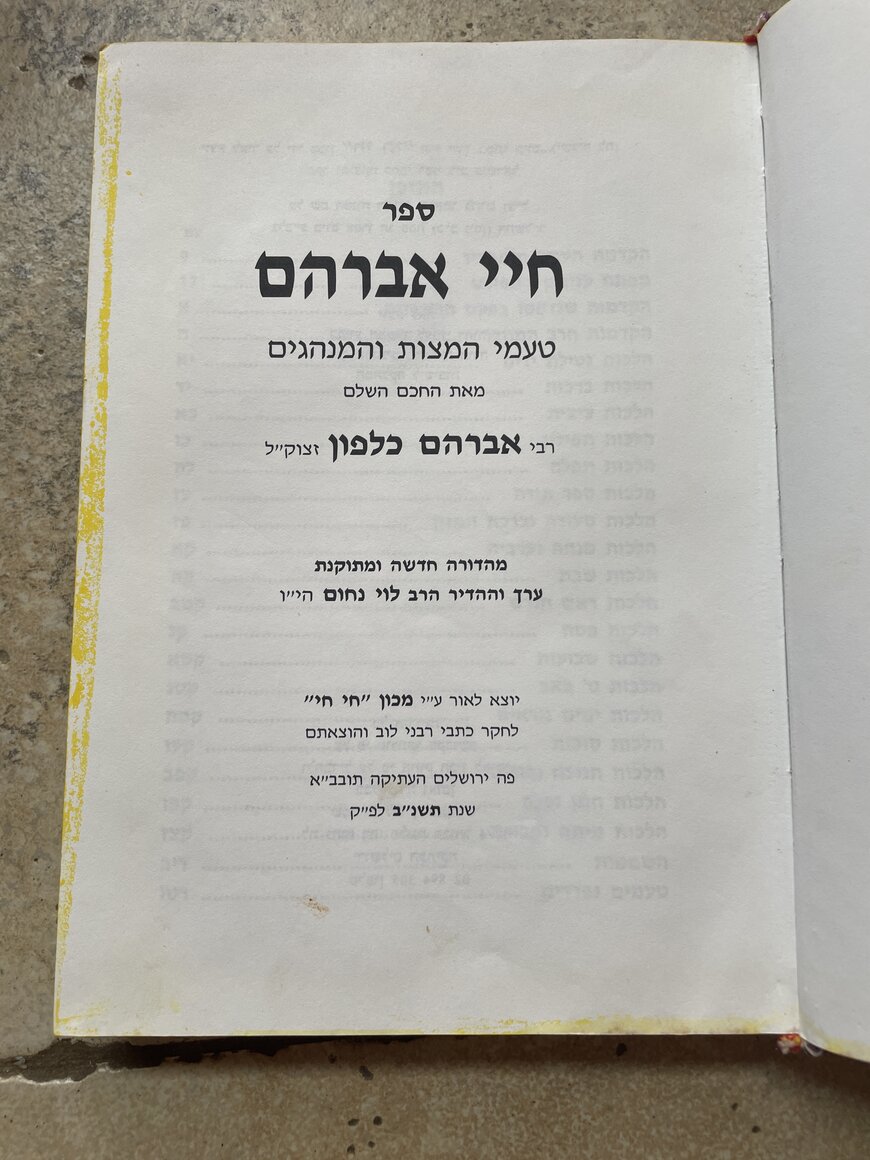 ספר
חיי אברהם
טעמי המצות והמנהגים
מאת החכם השלם
רבי אברהם כלפון זצוק״ל
מהדורה חדשה ומתוקנת
ערך וההדיר הרב לוי נחום הי״ו
יוצא לאור ע״י מכון ״חי חי״
לחקר כתבי רבני לוב והוצאתם
פה ירושלים העתיקה תובב״א
שנת תשנ״ב לפ״ק